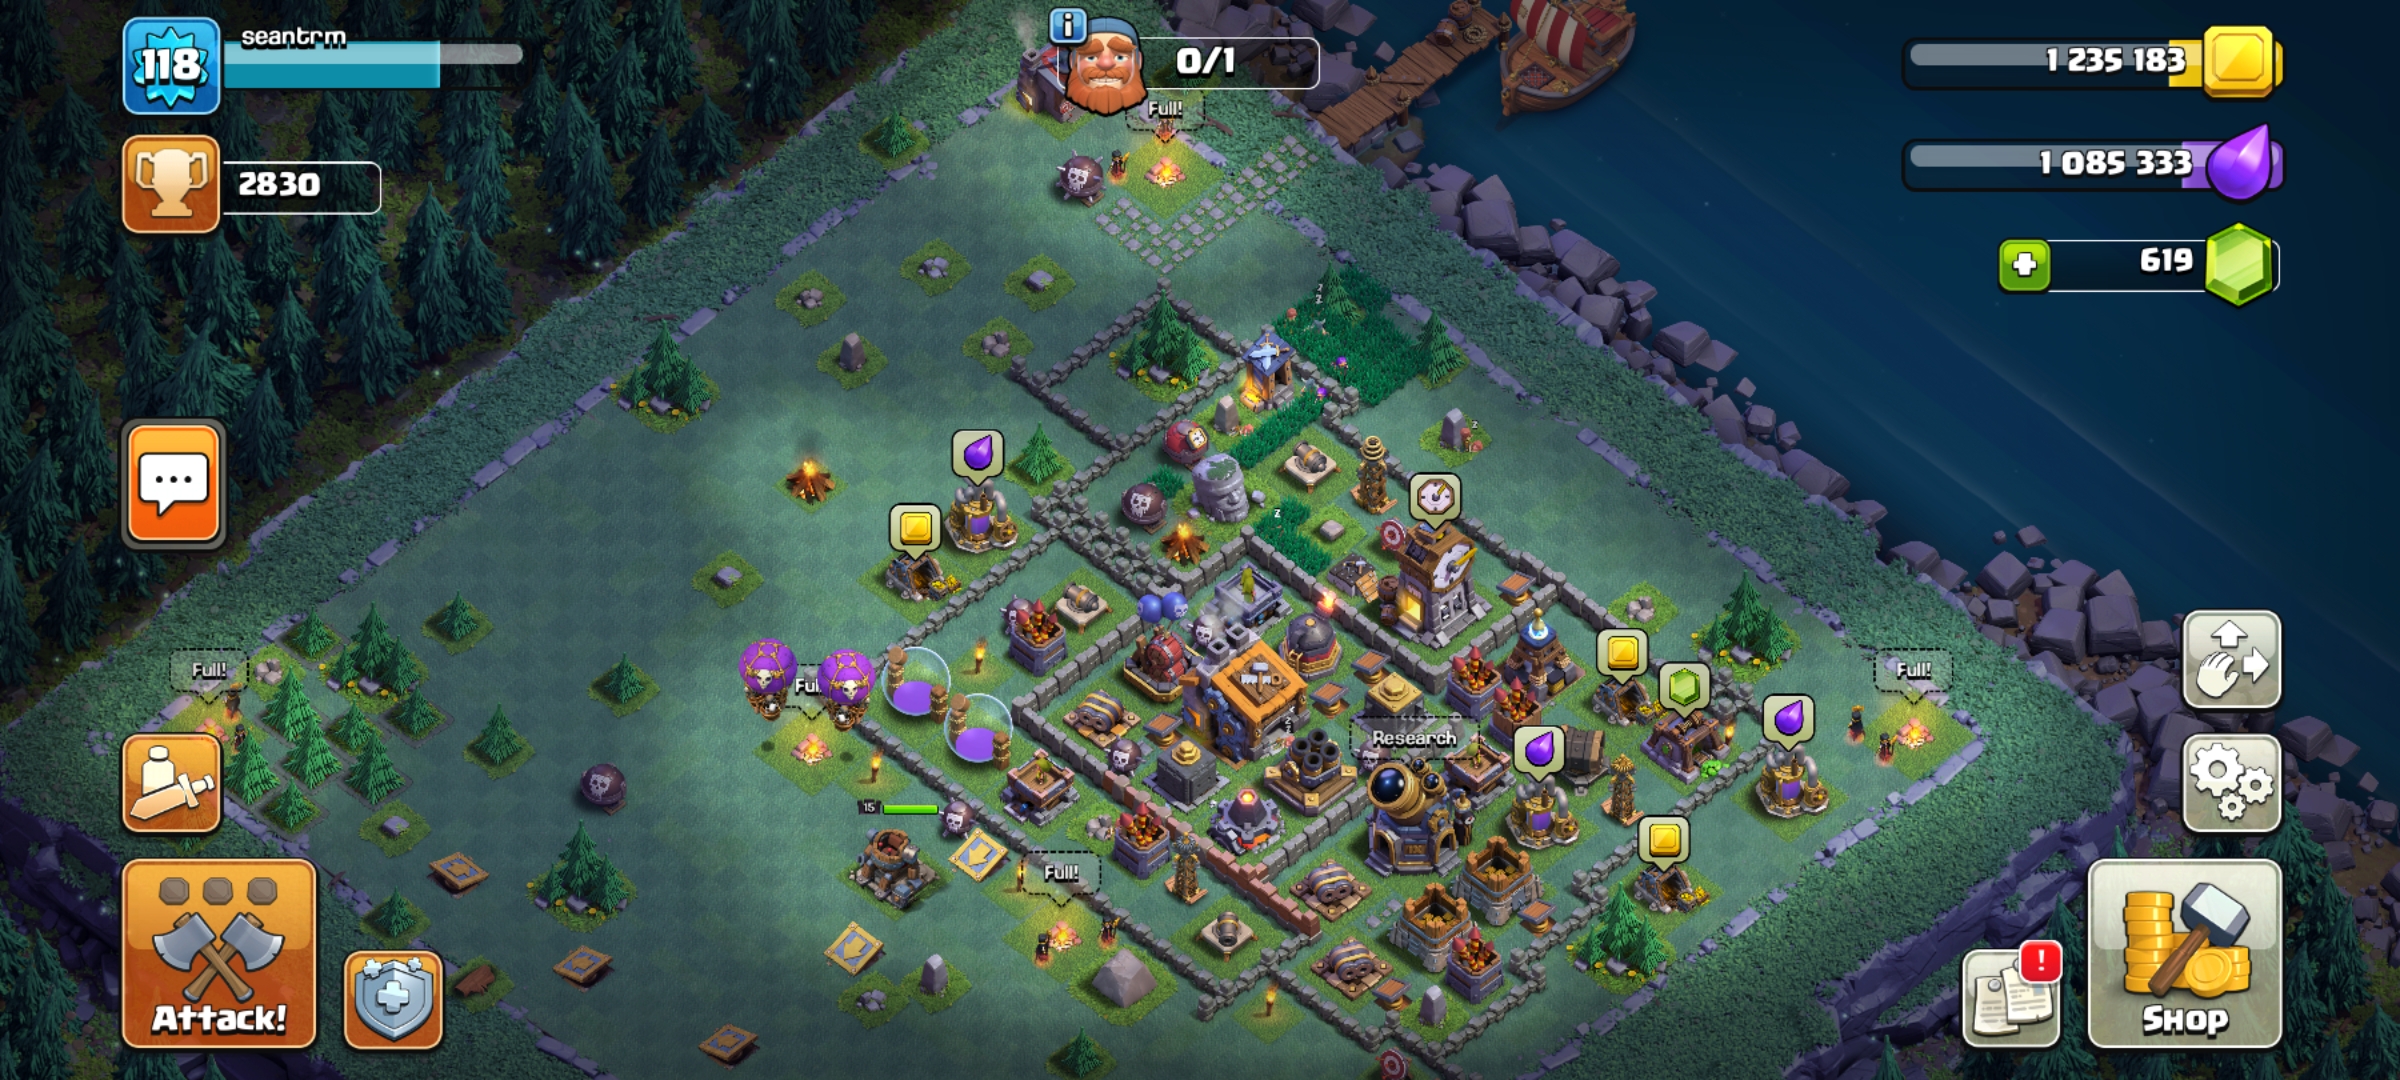 118
seantrm
i
0/1
1 235 183
Full!
2830
1 085 333
619
z
z
z
z
Full!
Ful
Full!
Research
15
Full!
!
Attack!
Shop